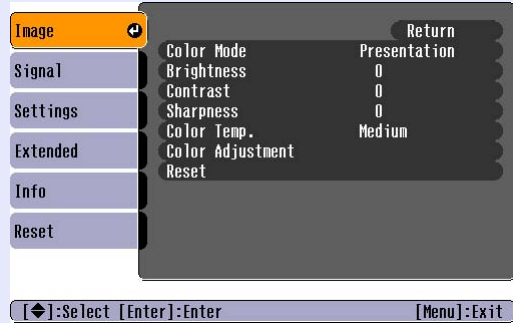 Image
Signal
Settings
Extended
Info
Reset
Return
Color Mode Presentation
Brightness 0
Contrast 0
Sharpness 0
Color Temp. Medium
Color Adjustment
Reset
[◆]:Select [Enter]:Enter [Menu]:Exit